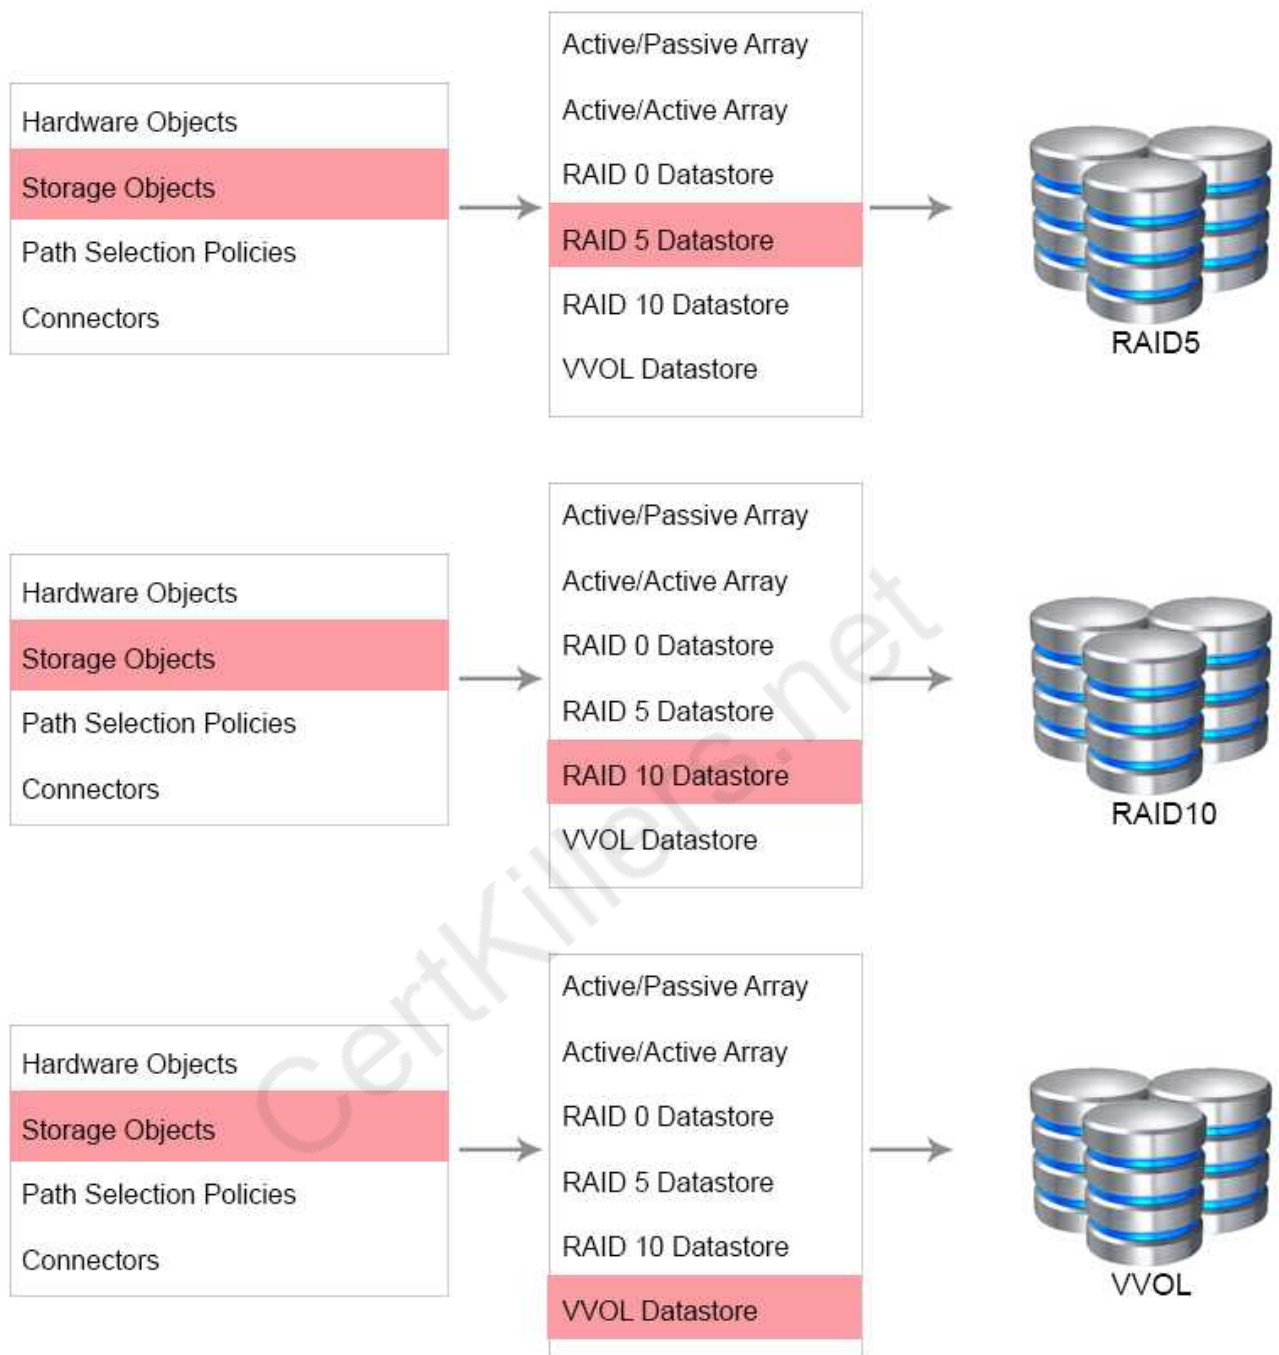 Hardware Objects
Storage Objects
Path Selection Policies
Connectors
Active/Passive Array
Active/Active Array
RAID 0 Datastore
RAID 5 Datastore
RAID 10 Datastore
VVOL Datastore
RAID5
Hardware Objects
Storage Objects
Path Selection Policies
Connectors
Active/Passive Array
Active/Active Array
RAID 0 Datastore
RAID 5 Datastore
RAID 10 Datastore
VVOL Datastore
RAID10
Hardware Objects
Storage Objects
Path Selection Policies
Connectors
Active/Passive Array
Active/Active Array
RAID 0 Datastore
RAID 5 Datastore
RAID 10 Datastore
VVOL Datastore
VVOL
CertKillers.net